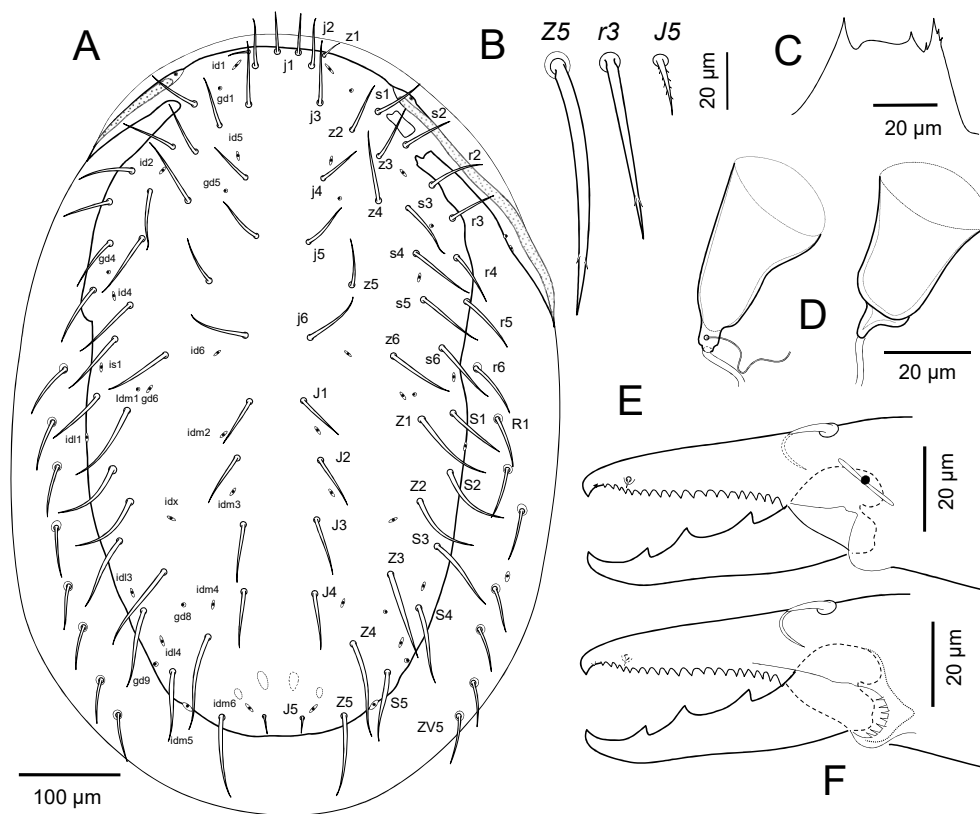 A
B
C
D
E
F
Z5 r3 J5
20 µm
20 µm
20 µm
20 µm
20 µm
100 µm
j2
z1
j1
id1
gd1
j3
s1
s2
z2
id5
z3
r2
id2
j4
gd5
z4
s3
r3
j5
gd4
s4
r4
z5
id4
s5
r5
j6
z6
s6
id6
is1
r6
Idm1 gd6
J1
Z1
S1
R1
idl1
idm2
J2
S2
Z2
idx
idm3
J3
S3
Z3
idl3
idm4
J4
S4
gd8
Z4
idl4
gd9
S5
idm6
J5
Z5
ZV5
idm5